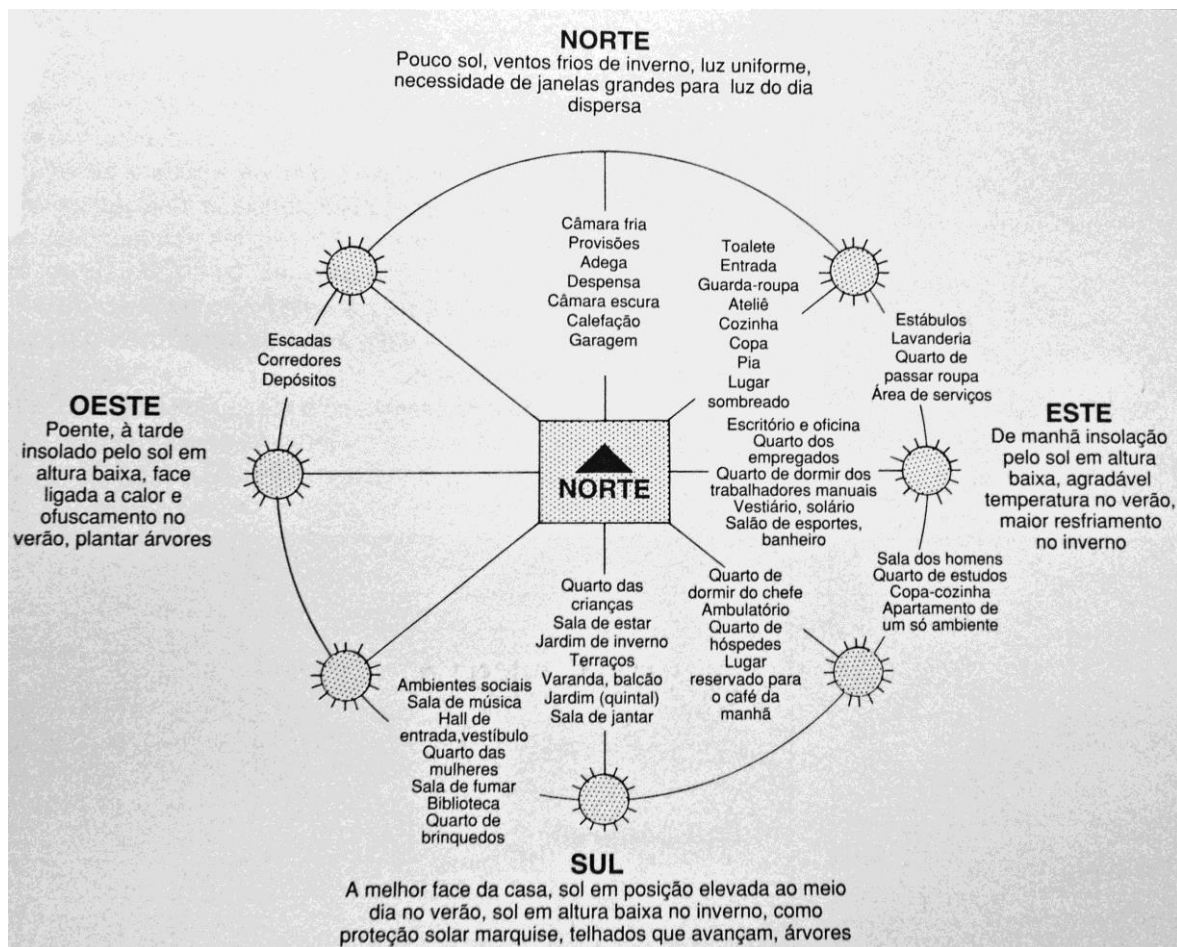 NORTE
Pouco sol, ventos frios de inverno, luz uniforme,
necessidade de janelas grandes para luz do dia
dispersa
Câmara fria
Provisões
Adega
Despensa
Câmara escura
Calefação
Garagem
Toalete
Entrada
Guarda-roupa
Ateliê
Cozinha
Copa
Pia
Lugar
sombreado
Estábulos
Lavanderia
Quarto de
passar roupa
Área de serviços
Escadas
Corredores
Depósitos
OESTE
Poente, à tarde
insolado pelo sol em
altura baixa, face
ligada a calor e
ofuscamento no
verão, plantar árvores
NORTE
Escritório e oficina
Quarto dos
empregados
Quarto de dormir dos
trabalhadores manuais
Vestiário, solário
Salão de esportes,
banheiro
ESTE
De manhã insolação
pelo sol em altura
baixa, agradável
temperatura no verão,
maior resfriamento
no inverno
Sala dos homens
Quarto de estudos
Copa-cozinha
Apartamento de
um só ambiente
Quarto de
dormir do chefe
Ambulatório
Quarto de
hóspedes
Lugar
reservado para
o café da
manhã
Quarto das
crianças
Sala de estar
Jardim de inverno
Terraços
Varanda, balcão
Jardim (quintal)
Sala de jantar
Ambientes sociais
Sala de música
Hall de
entrada,vestíbulo
Quarto das
mulheres
Sala de fumar
Biblioteca
Quarto de
brinquedos
SUL
A melhor face da casa, sol em posição elevada ao meio
dia no verão, sol em altura baixa no inverno, como
proteção solar marquise, telhados que avançam, árvores